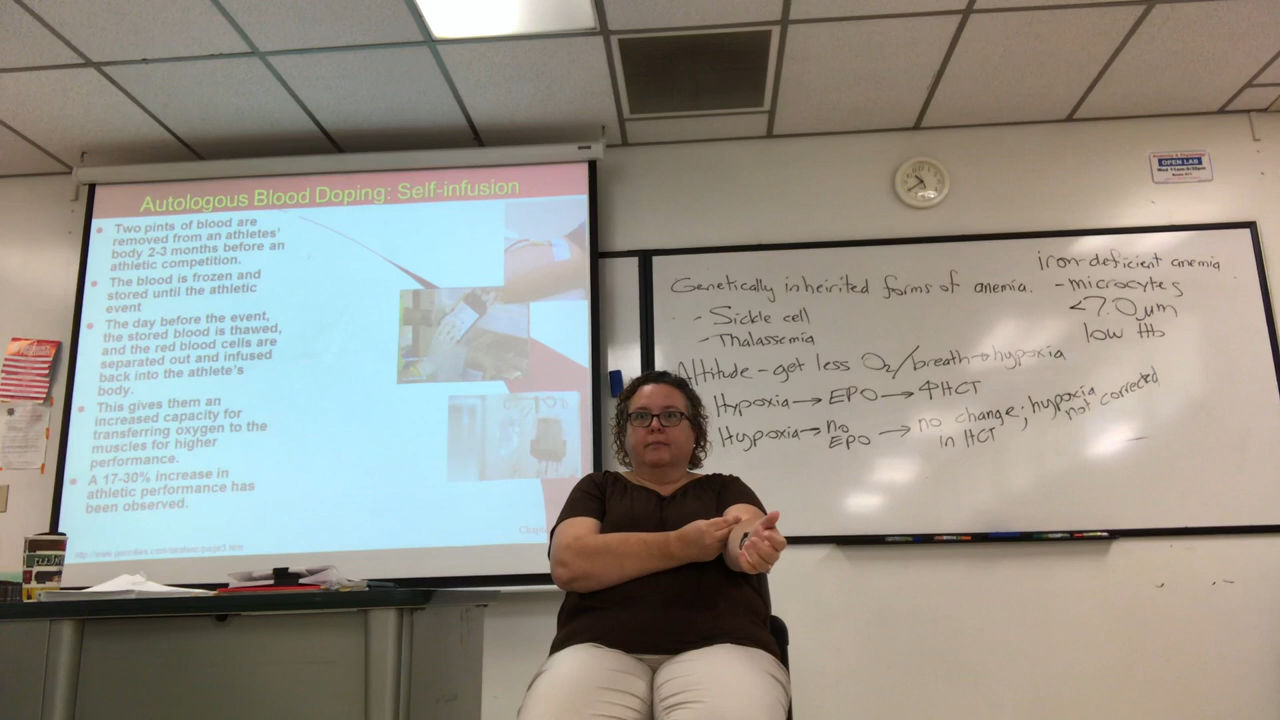 Autologous Blood Doping: Self-infusion
• Two pints of blood are
removed from an athletes'
body 2-3 months before an
athletic competition.
• The blood is frozen and
stored until the athletic
event
• The day before the event,
the stored blood is thawed,
and the red blood cells are
separated out and infused
back into the athlete's
body.
• This gives them an
increased capacity for
transferring oxygen to the
muscles for higher
performance.
• A 17-30% increase in
athletic performance has
been observed.
OPEN LAB
Genetically inheirited forms of anemia.
- Sickle cell
- Thalassemia
Altitude - get less O2/breath → hypoxia
Hypoxia → EPO → ↑HCT
Hypoxia → no EPO → no change in HCT; hypoxia not corrected
iron-deficient anemia
- microcytes
<7.0µm
low Hb